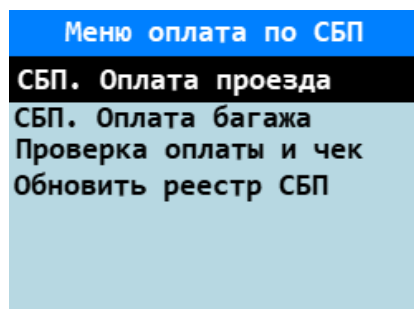 Меню оплата по СБП
СБП. Оплата проезда
СБП. Оплата багажа
Проверка оплаты и чек
Обновить реестр СБП